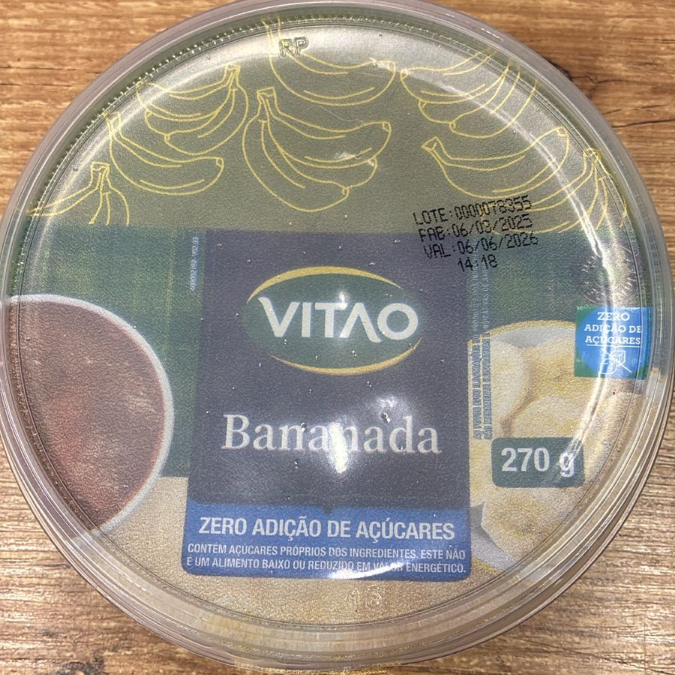 RP
LOTE:0000078355
FAB:06/03/2025
VAL:06/06/2026
14:18
VITAO
ZERO
ADIÇÃO DE
AÇÚCARES
Bananada
270 g
ZERO ADIÇÃO DE AÇÚCARES
CONTÉM AÇÚCARES PRÓPRIOS DOS INGREDIENTES. ESTE NÃO
É UM ALIMENTO BAIXO OU REDUZIDO EM VALOR ENERGÉTICO.